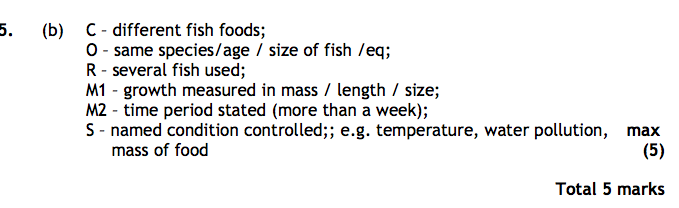 5. (b) C - different fish foods;
O - same species/age / size of fish /eq;
R - several fish used;
M1 - growth measured in mass / length / size;
M2 - time period stated (more than a week);
S - named condition controlled;; e.g. temperature, water pollution, max
mass of food (5)
Total 5 marks